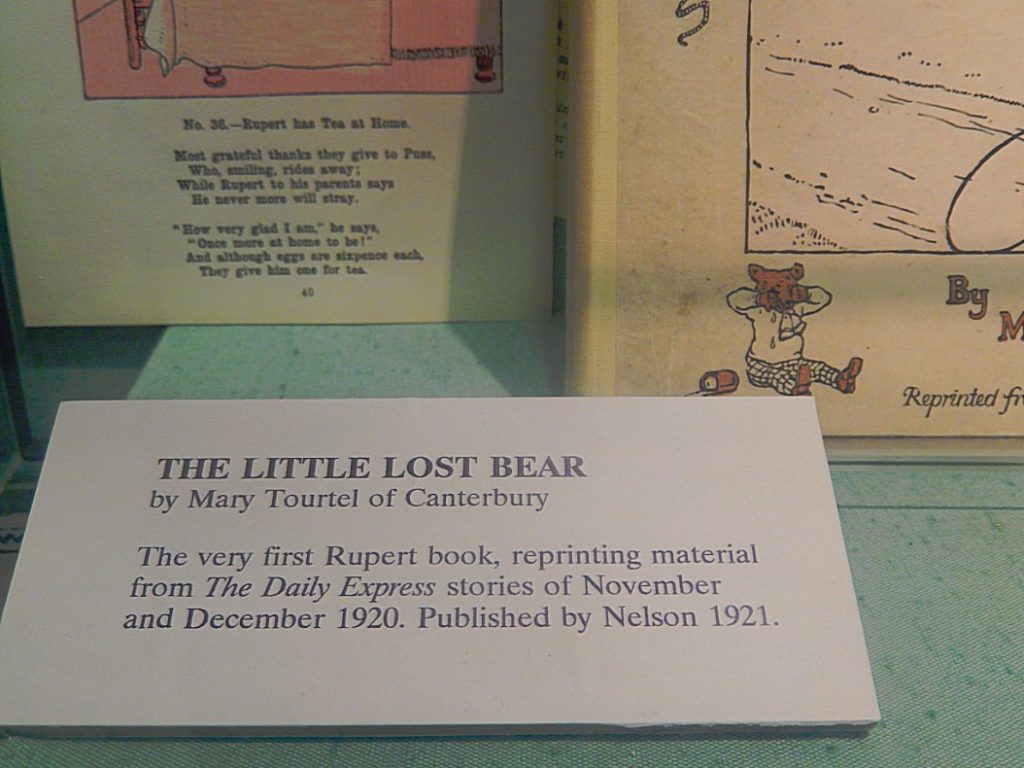 No. 36.—Rupert has Tea at Home.
Most grateful thanks they give to Puss,
Who, smiling, rides away;
While Rupert to his parents says
He never more will stray.
"How very glad I am," he says,
"Once more at home to be!"
And although eggs are sixpence each,
They give him one for tea.
40
By
M
Reprinted fr
THE LITTLE LOST BEAR
by Mary Tourtel of Canterbury
The very first Rupert book, reprinting material
from The Daily Express stories of November
and December 1920. Published by Nelson 1921.